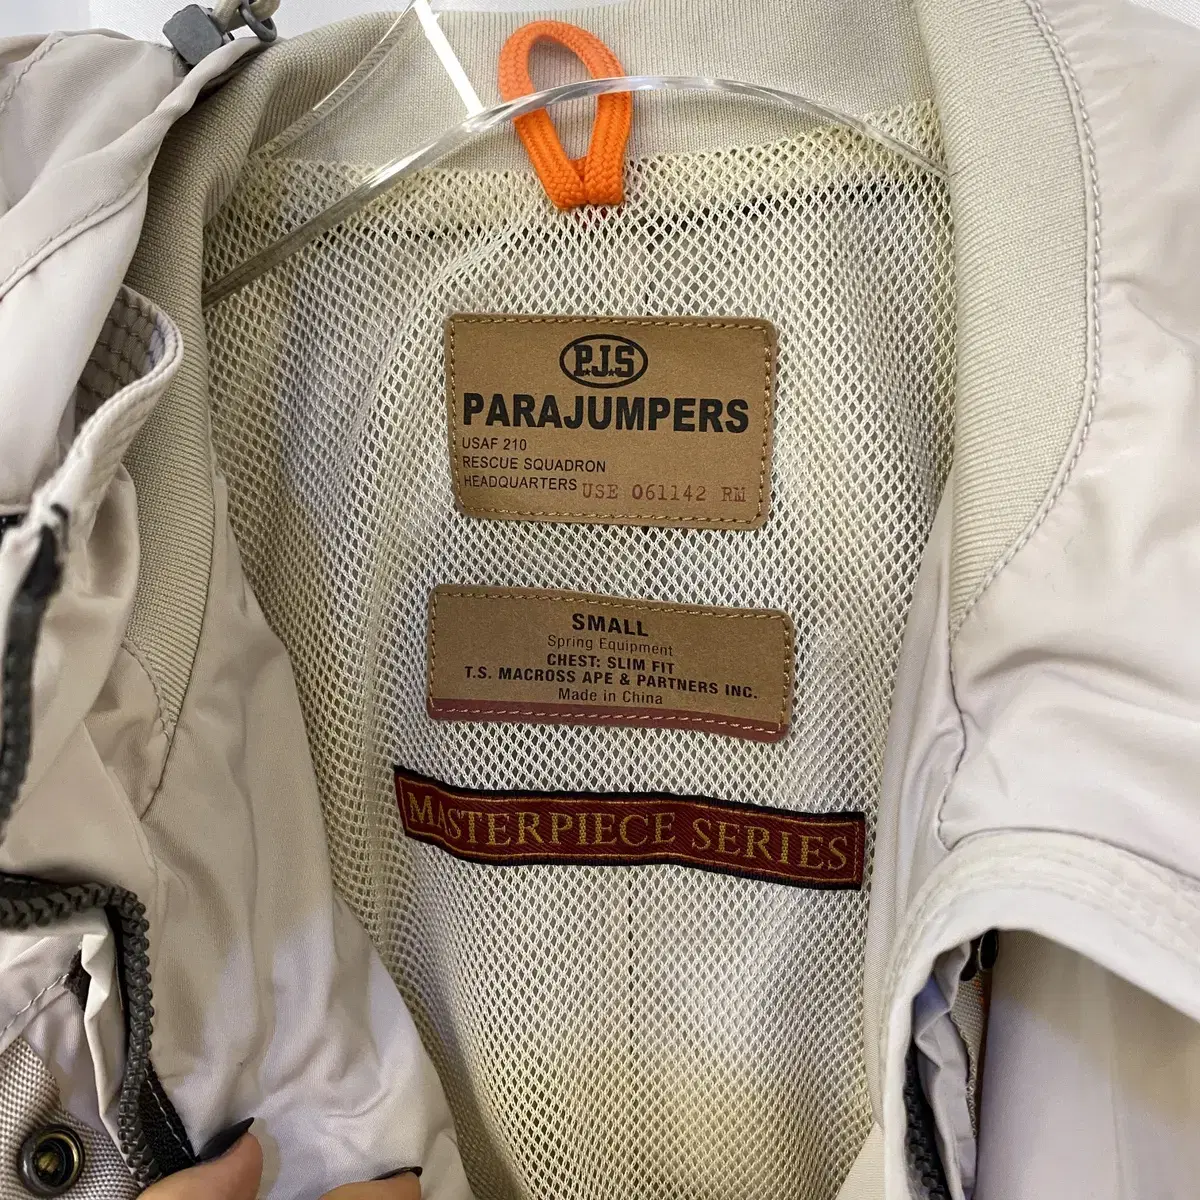 P.J.S
PARAJUMPERS
USAF 210
RESCUE SQUADRON
HEADQUARTERS USE 061142 RM
SMALL
Spring Equipment
CHEST: SLIM FIT
T.S. MACROSS APE & PARTNERS INC.
Made in China
MASTERPIECE SERIES